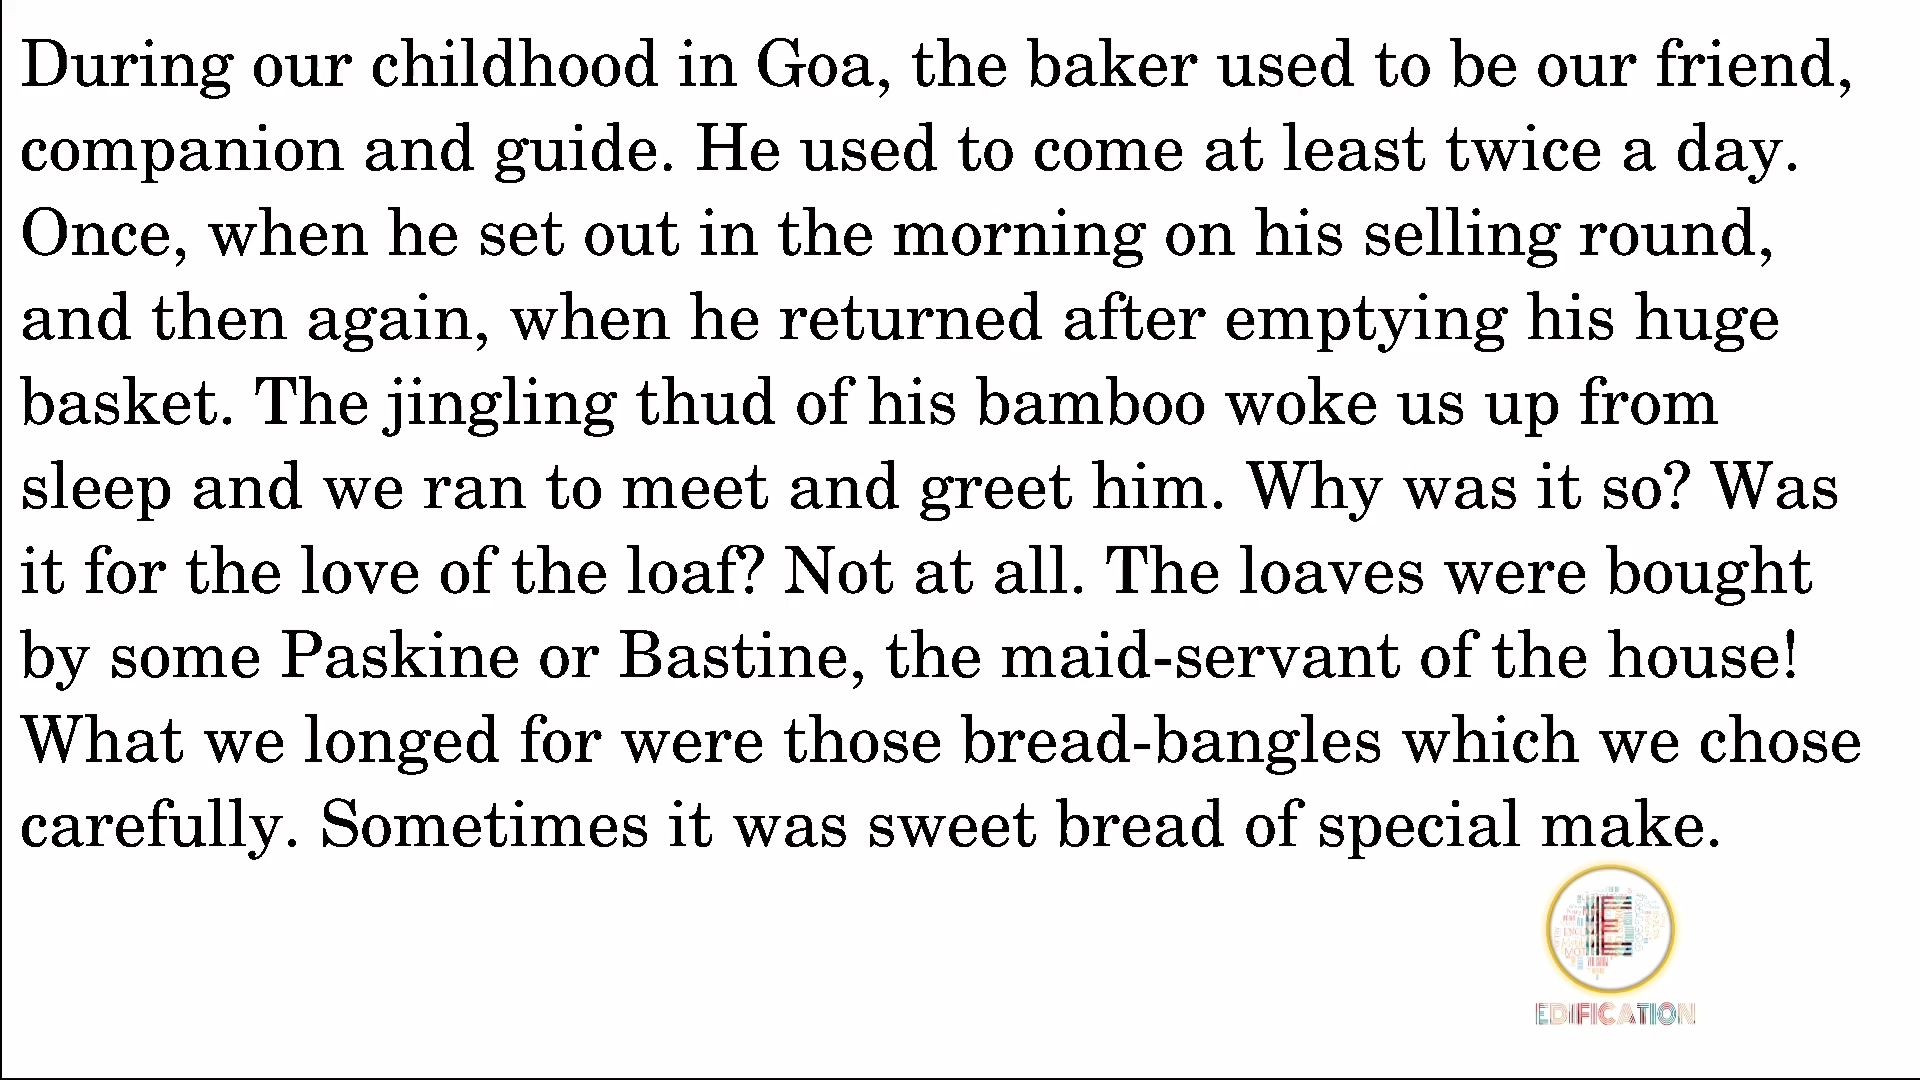 During our childhood in Goa, the baker used to be our friend,
companion and guide. He used to come at least twice a day.
Once, when he set out in the morning on his selling round,
and then again, when he returned after emptying his huge
basket. The jingling thud of his bamboo woke us up from
sleep and we ran to meet and greet him. Why was it so? Was
it for the love of the loaf? Not at all. The loaves were bought
by some Paskine or Bastine, the maid-servant of the house!
What we longed for were those bread-bangles which we chose
carefully. Sometimes it was sweet bread of special make.
E
EDIFICATION